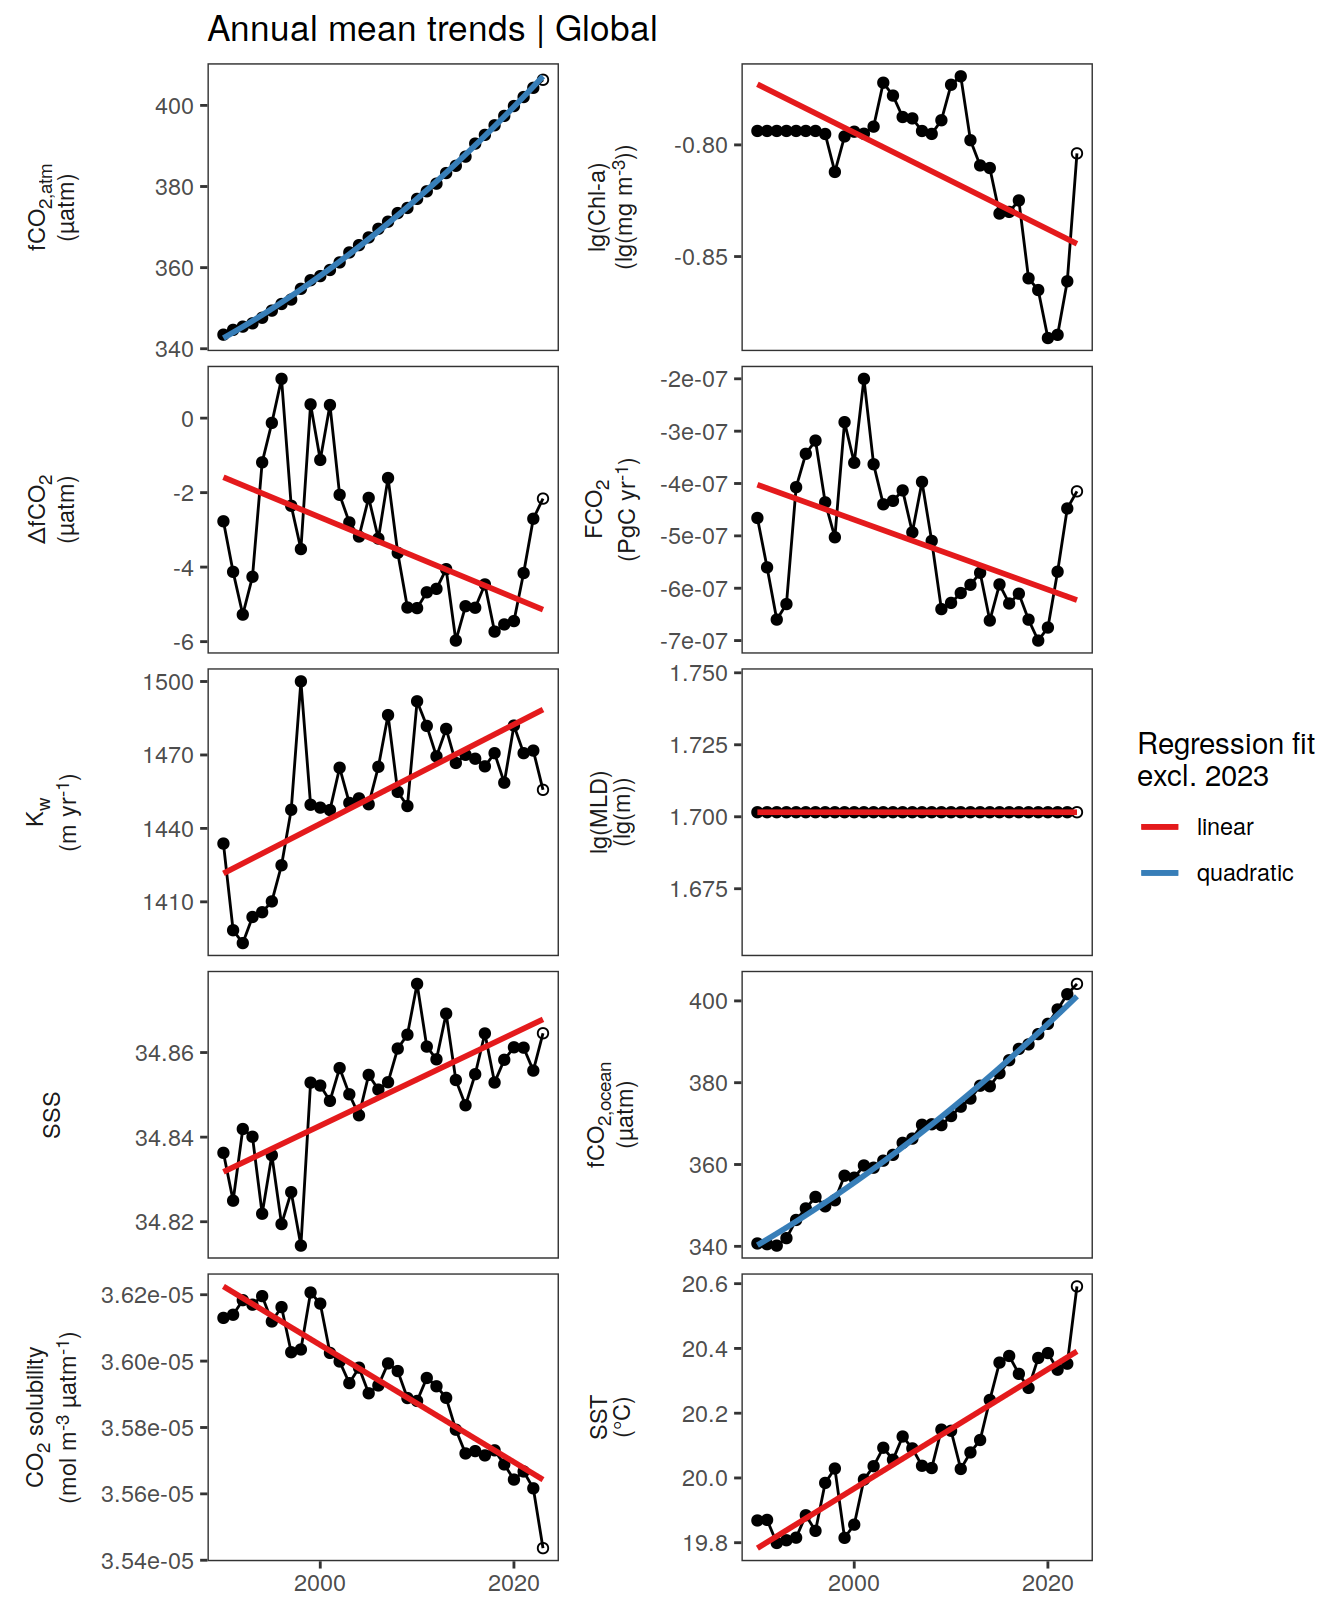 Annual mean trends | Global
fCO2,atm
(µatm)
400
380
360
340
lg(Chl-a)
(lg(mg m-3))
-0.80
-0.85
ΔfCO2
(µatm)
0
-2
-4
-6
FCO2
(PgC yr-1)
-2e-07
-3e-07
-4e-07
-5e-07
-6e-07
-7e-07
Kw
(m yr-1)
1500
1470
1440
1410
lg(MLD)
(lg(m))
1.750
1.725
1.700
1.675
SSS
34.86
34.84
34.82
fCO2,ocean
(µatm)
400
380
360
340
CO2 solubility
(mol m-3 µatm-1)
3.62e-05
3.60e-05
3.58e-05
3.56e-05
3.54e-05
SST
(°C)
20.6
20.4
20.2
20.0
19.8
2000 2020
2000 2020
Regression fit
excl. 2023
linear
quadratic